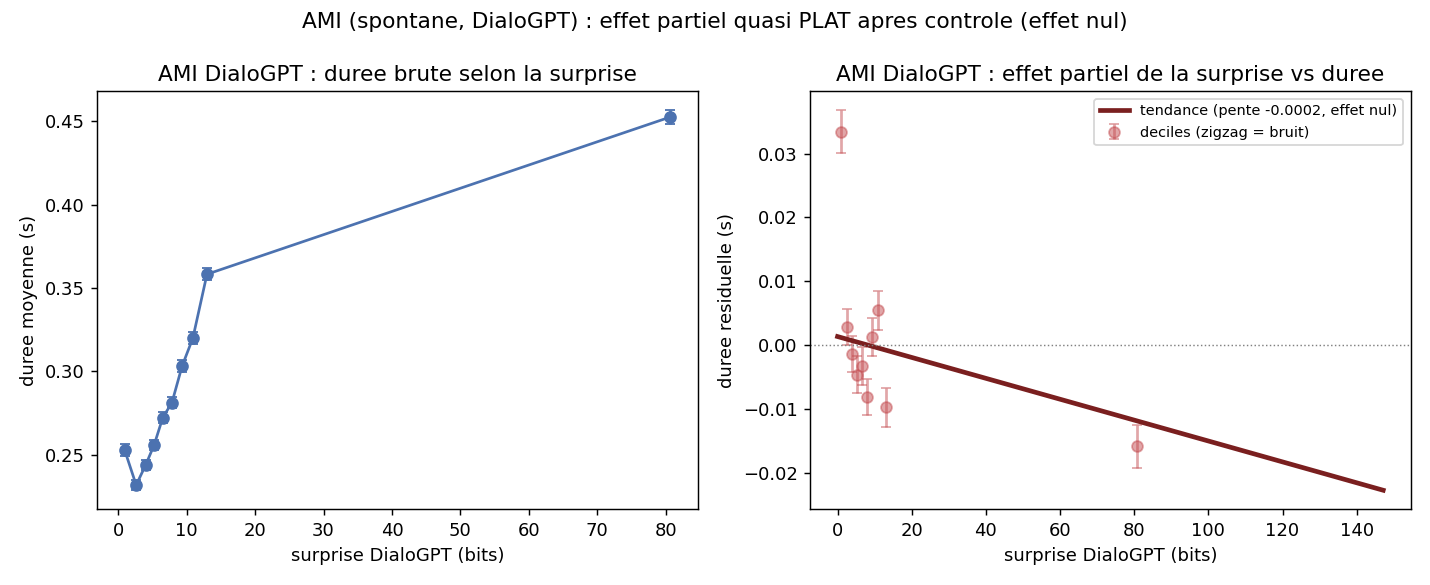 AMI (spontane, DialoGPT) : effet partiel quasi PLAT apres controle (effet nul)
AMI DialoGPT : duree brute selon la surprise
duree moyenne (s)
0.45
0.40
0.35
0.30
0.25
0 10 20 30 40 50 60 70 80
surprise DialoGPT (bits)
AMI DialoGPT : effet partiel de la surprise vs duree
tendance (pente -0.0002, effet nul)
deciles (zigzag = bruit)
duree residuelle (s)
0.03
0.02
0.01
0.00
−0.01
−0.02
0 20 40 60 80 100 120 140
surprise DialoGPT (bits)